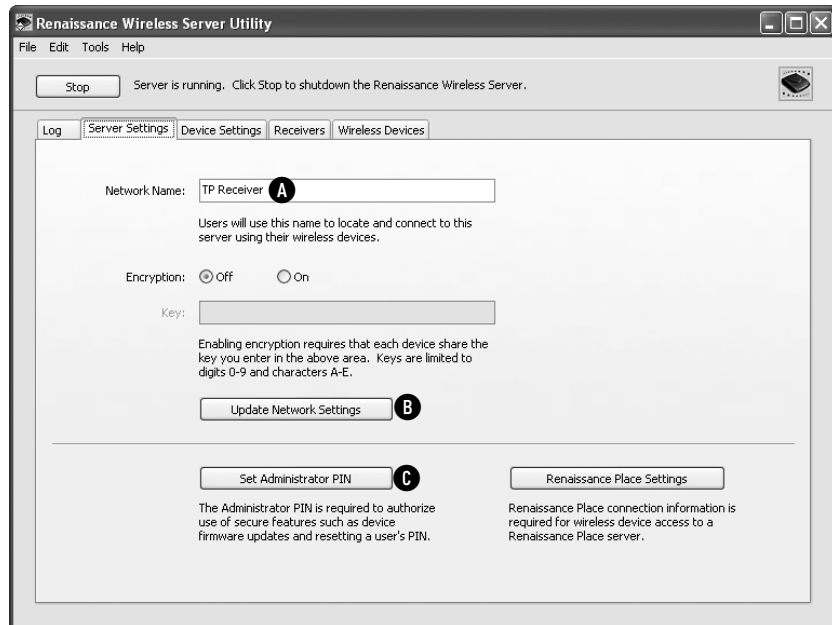 Renaissance Wireless Server Utility
File Edit Tools Help
Stop Server is running. Click Stop to shutdown the Renaissance Wireless Server.
Log Server Settings Device Settings Receivers Wireless Devices
Network Name: TP Receiver A
Users will use this name to locate and connect to this
server using their wireless devices.
Encryption: Off On
Key:
Enabling encryption requires that each device share the
key you enter in the above area. Keys are limited to
digits 0-9 and characters A-E.
Update Network Settings B
Set Administrator PIN C
The Administrator PIN is required to authorize
use of secure features such as device
firmware updates and resetting a user's PIN.
Renaissance Place Settings
Renaissance Place connection information is
required for wireless device access to a
Renaissance Place server.